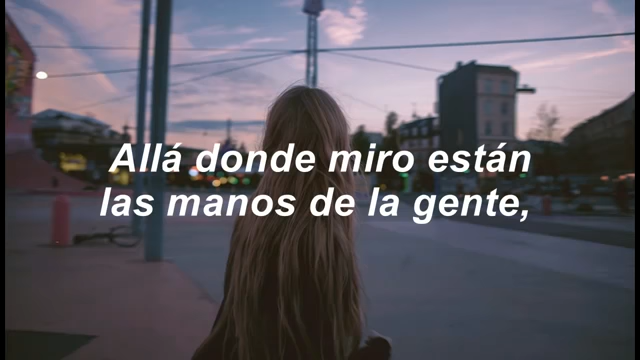 Allá donde miro están
las manos de la gente,